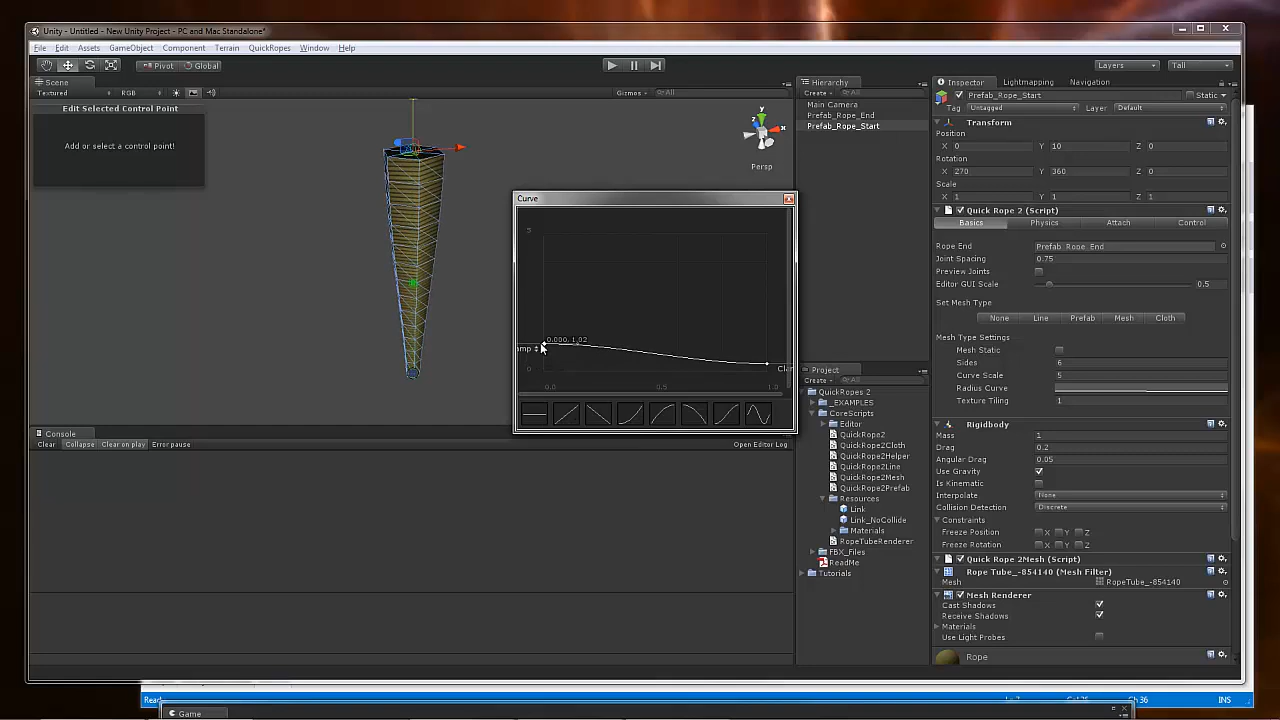 Unity - Untitled - New Unity Project - PC and Mac Standalone*
File Edit Assets GameObject Component Terrain QuickRopes Window Help
Pivot Global
Layers Tall
Scene
Textured RGB Gizmos All
Edit Selected Control Point
Add or select a control point!
y
z
x
Persp
Hierarchy
Create All
Main Camera
Prefab_Rope_End
Prefab_Rope_Start
Curve
5
0.000, 1.02
amp
0
Clar
0.0 0.5 1.0
Console
Clear Collapse Clear on play Error pause Open Editor Log
Project
Create All
QuickRopes 2
_EXAMPLES
CoreScripts
Editor
QuickRope2
QuickRope2Cloth
QuickRope2Helper
QuickRope2Line
QuickRope2Mesh
QuickRope2Prefab
Resources
Link
Link_NoCollide
Materials
RopeTubeRenderer
FBX_Files
ReadMe
Tutorials
Inspector Lightmapping Navigation
Prefab_Rope_Start Static
Tag Untagged Layer Default
Transform
Position
X 0 Y 10 Z 0
Rotation
X 270 Y 360 Z 0
Scale
X 1 Y 1 Z 1
Quick Rope 2 (Script)
Basics Physics Attach Control
Rope End Prefab_Rope_End
Joint Spacing 0.75
Preview Joints
Editor GUI Scale 0.5
Set Mesh Type
None Line Prefab Mesh Cloth
Mesh Type Settings
Mesh Static
Sides 6
Curve Scale 5
Radius Curve
Texture Tiling 1
Rigidbody
Mass 1
Drag 0.2
Angular Drag 0.05
Use Gravity
Is Kinematic
Interpolate None
Collision Detection Discrete
Constraints
Freeze Position X Y Z
Freeze Rotation X Y Z
Quick Rope 2Mesh (Script)
Rope Tube_-854140 (Mesh Filter)
Mesh RopeTube_-854140
Mesh Renderer
Cast Shadows
Receive Shadows
Materials
Use Light Probes
Rope
INS
Game